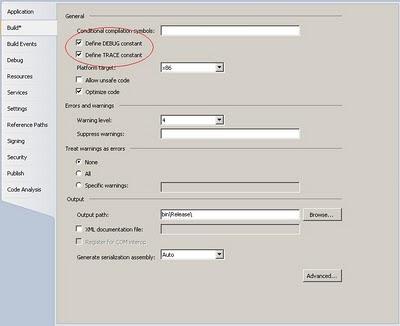 Application
Build*
Build Events
Debug
Resources
Services
Settings
Reference Paths
Signing
Security
Publish
Code Analysis
General
Conditional compilation symbols:
Define DEBUG constant
Define TRACE constant
Platform target:
x86
Allow unsafe code
Optimize code
Errors and warnings
Warning level:
4
Suppress warnings:
Treat warnings as errors
None
All
Specific warnings:
Output
Output path:
bin\Release\
Browse...
XML documentation file:
Register for COM interop
Generate serialization assembly:
Auto
Advanced...